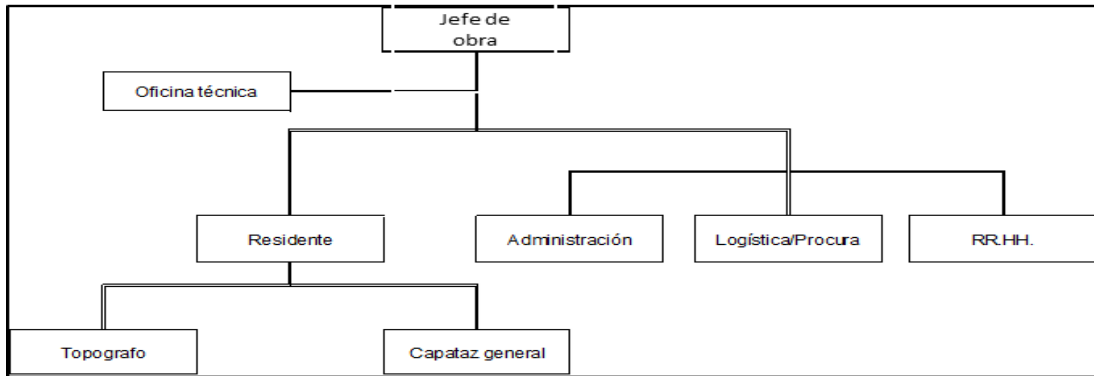 Jefe de
obra
Oficina técnica
Residente
Administración
Logística/Procura
RR.HH.
Topografo
Capataz general